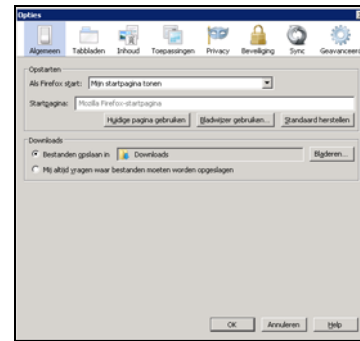 Opties
Algemeen Tabbladen Inhoud Toepassingen Privacy Beveiliging Sync Geavanceerd
Opstarten
Als Firefox start: Mijn startpagina tonen
Startpagina: Mozilla Firefox-startpagina
Huidige pagina gebruiken Bladwijzer gebruiken... Standaard herstellen
Downloads
Bestanden opslaan in Downloads Bladeren...
Mij altijd vragen waar bestanden moeten worden opgeslagen
OK Annuleren Help